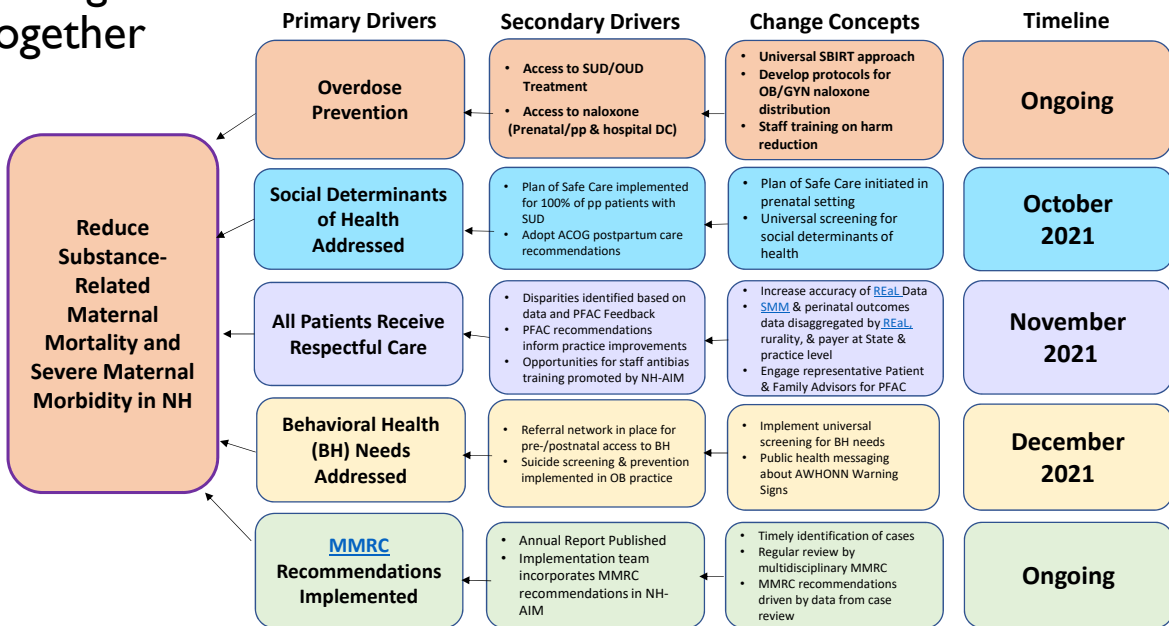 ogether
Primary Drivers
Secondary Drivers
Change Concepts
Timeline
Reduce
Substance-
Related
Maternal
Mortality and
Severe Maternal
Morbidity in NH
Overdose
Prevention
• Access to SUD/OUD
Treatment
• Access to naloxone
(Prenatal/pp & hospital DC)
• Universal SBIRT approach
• Develop protocols for
OB/GYN naloxone
distribution
• Staff training on harm
reduction
Ongoing
Social Determinants
of Health
Addressed
• Plan of Safe Care implemented
for 100% of pp patients with
SUD
• Adopt ACOG postpartum care
recommendations
• Plan of Safe Care initiated in
prenatal setting
• Universal screening for
social determinants of
health
October
2021
All Patients Receive
Respectful Care
• Disparities identified based on
data and PFAC Feedback
• PFAC recommendations
inform practice improvements
• Opportunities for staff antibias
training promoted by NH-AIM
• Increase accuracy of REaL Data
• SMM & perinatal outcomes
data disaggregated by REaL,
rurality, & payer at State &
practice level
• Engage representative Patient
& Family Advisors for PFAC
November
2021
Behavioral Health
(BH) Needs
Addressed
• Referral network in place for
pre-/postnatal access to BH
• Suicide screening & prevention
implemented in OB practice
• Implement universal
screening for BH needs
• Public health messaging
about AWHONN Warning
Signs
December
2021
MMRC
Recommendations
Implemented
• Annual Report Published
• Implementation team
incorporates MMRC
recommendations in NH-
AIM
• Timely identification of cases
• Regular review by
multidisciplinary MMRC
• MMRC recommendations
driven by data from case
review
Ongoing